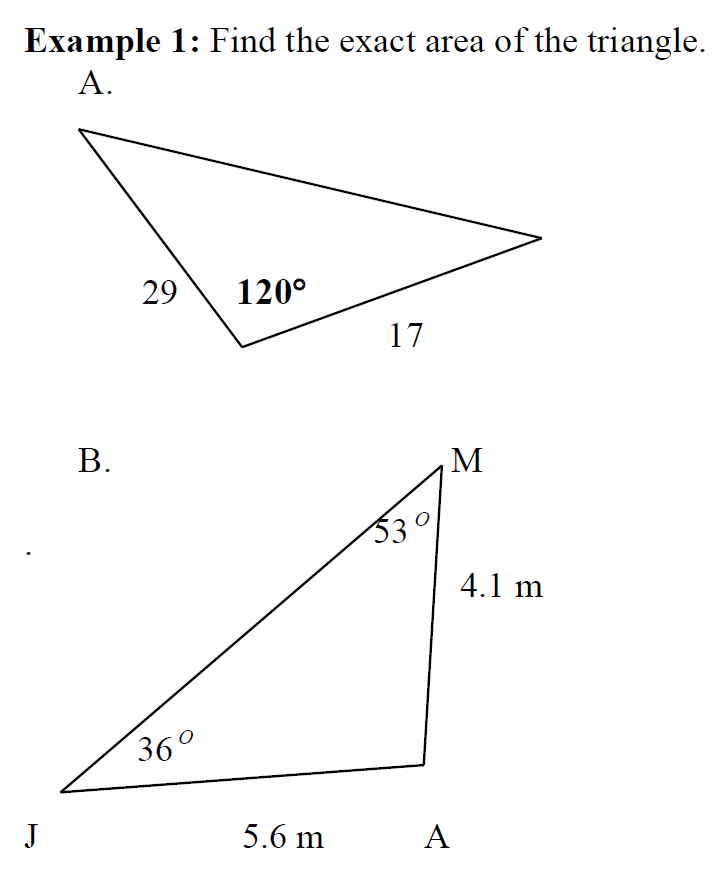 Example 1: Find the exact area of the triangle.
A.
29
120°
17
B.
M
53°
4.1 m
.
36°
J
5.6 m
A